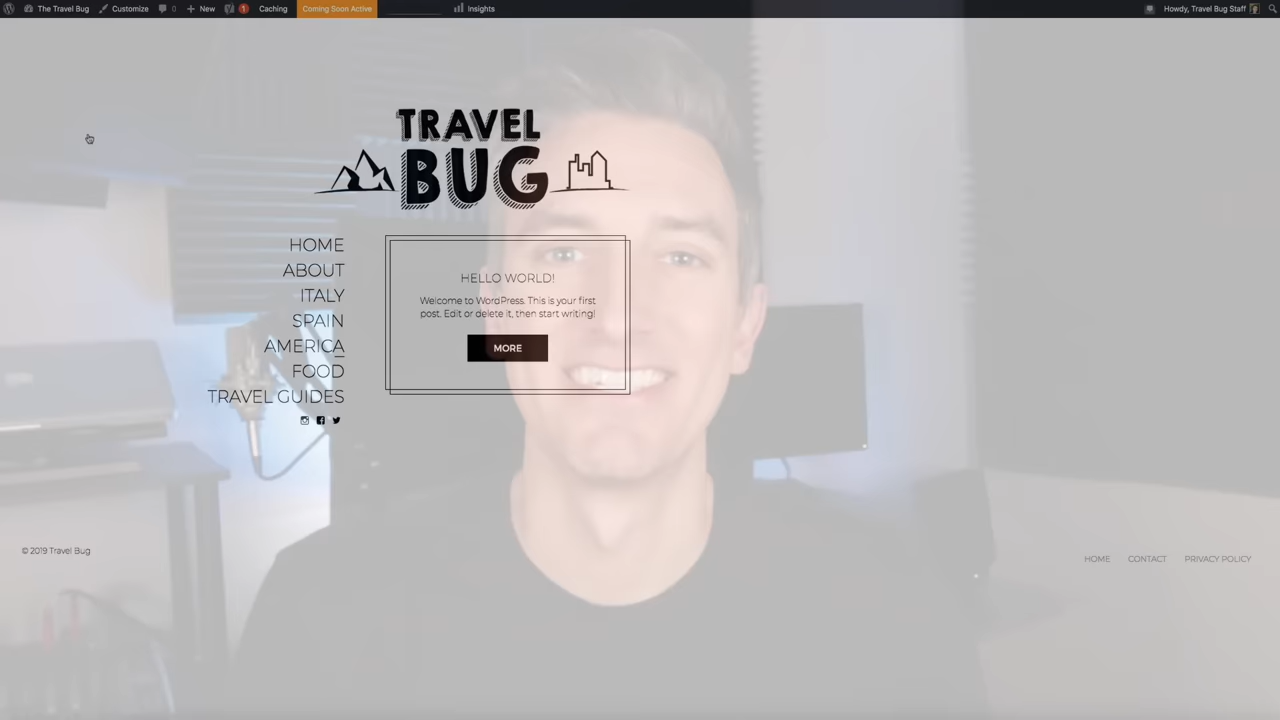 The Travel Bug Customize 0 New 1 Caching Coming Soon Active Insights Howdy, Travel Bug Staff
TRAVEL
BUG
HOME
ABOUT
ITALY
SPAIN
AMERICA
FOOD
TRAVEL GUIDES
HELLO WORLD!
Welcome to WordPress. This is your first
post. Edit or delete it, then start writing!
MORE
© 2019 Travel Bug
HOME CONTACT PRIVACY POLICY